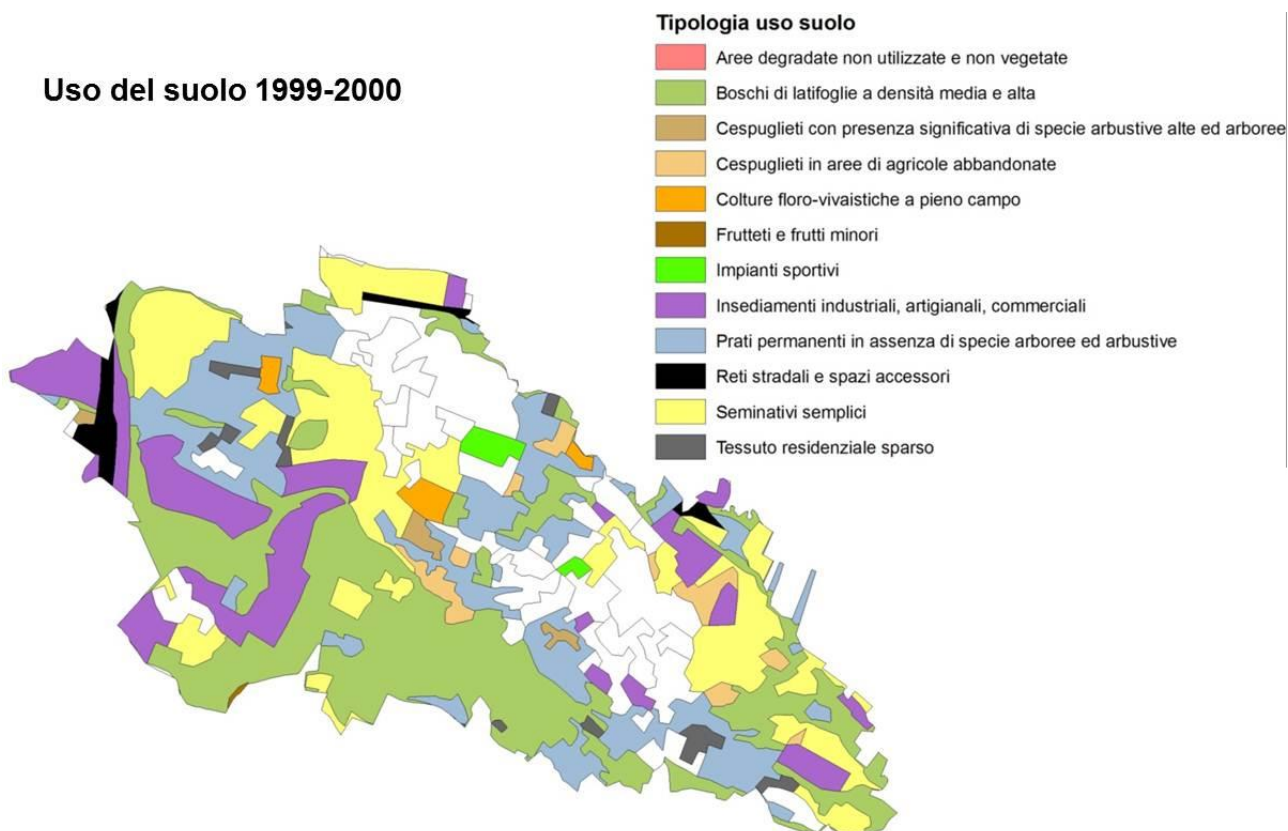 Uso del suolo 1999-2000
Tipologia uso suolo
Aree degradate non utilizzate e non vegetate
Boschi di latifoglie a densità media e alta
Cespuglieti con presenza significativa di specie arbustive alte ed arboree
Cespuglieti in aree di agricole abbandonate
Colture floro-vivaistiche a pieno campo
Frutteti e frutti minori
Impianti sportivi
Insediamenti industriali, artigianali, commerciali
Prati permanenti in assenza di specie arboree ed arbustive
Reti stradali e spazi accessori
Seminativi semplici
Tessuto residenziale sparso